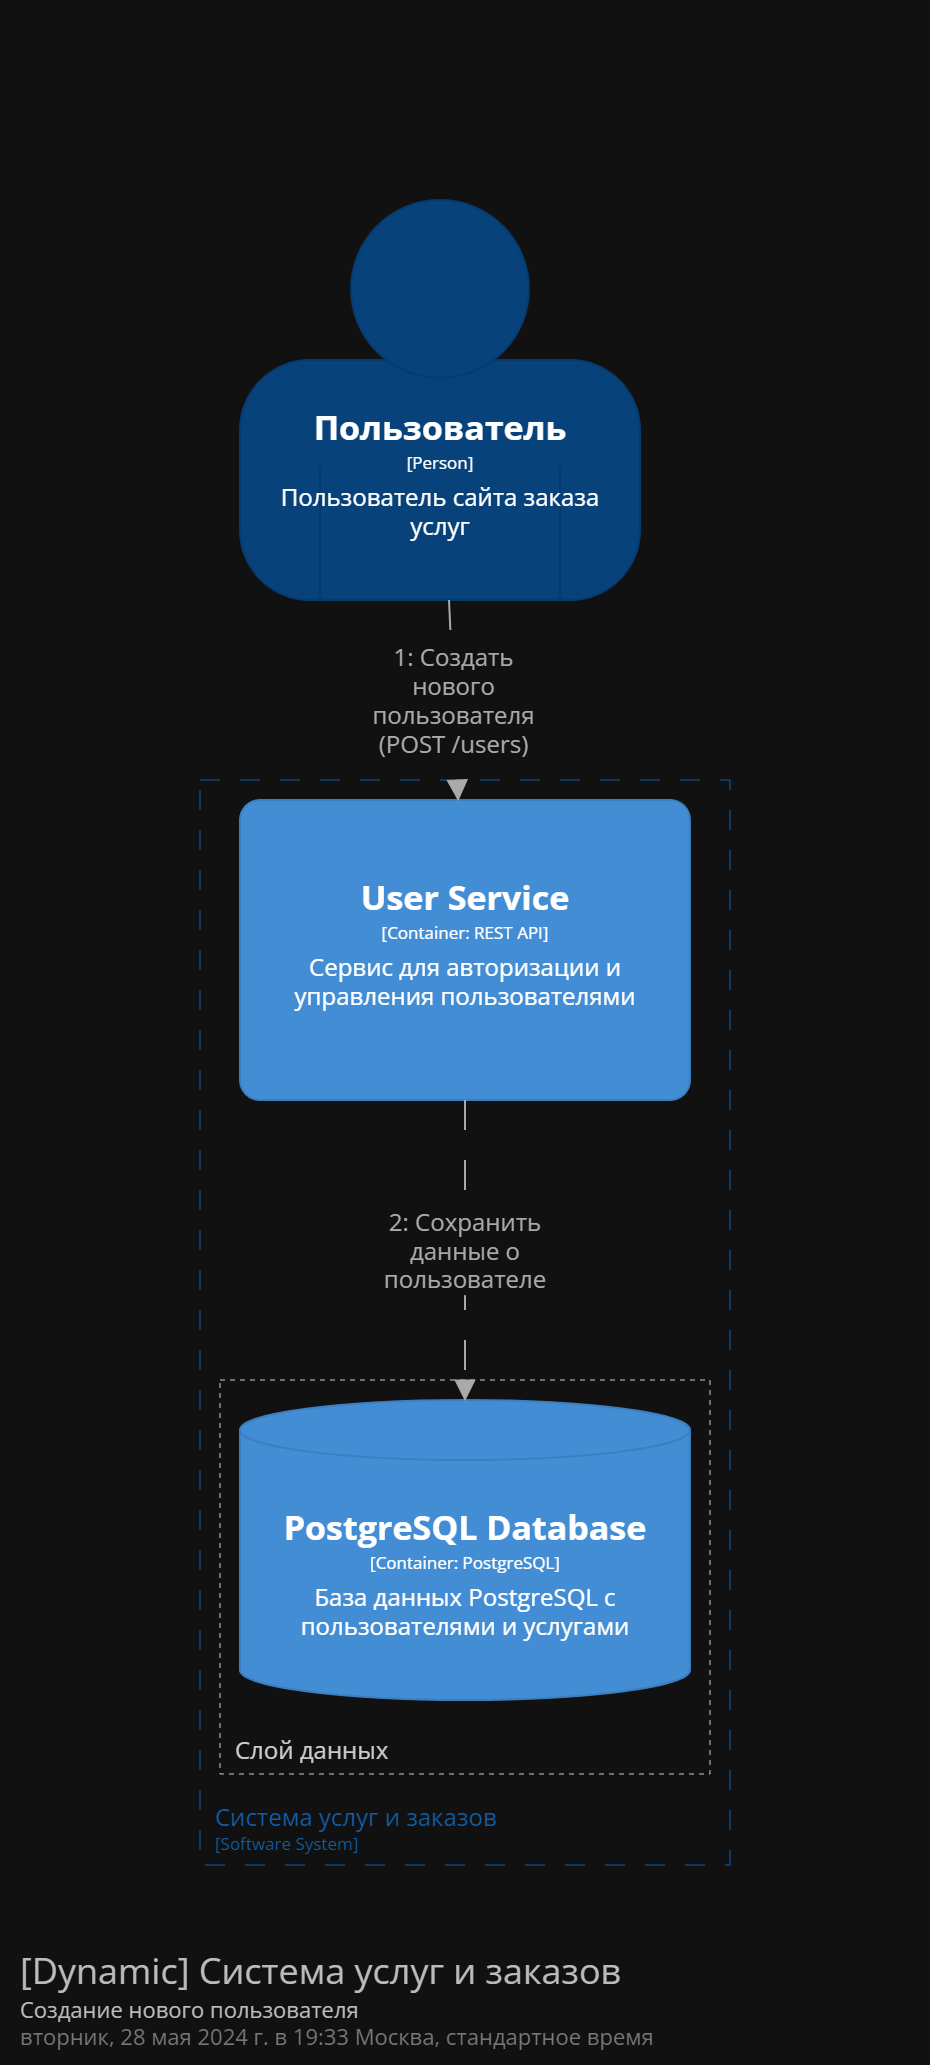 Пользователь
[Person]
Пользователь сайта заказа
услуг
1: Создать
нового
пользователя
(POST /users)
User Service
[Container: REST API]
Сервис для авторизации и
управления пользователями
2: Сохранить
данные о
пользователе
PostgreSQL Database
[Container: PostgreSQL]
База данных PostgreSQL с
пользователями и услугами
Слой данных
Система услуг и заказов
[Software System]
[Dynamic] Система услуг и заказов
Создание нового пользователя
вторник, 28 мая 2024 г. в 19:33 Москва, стандартное время